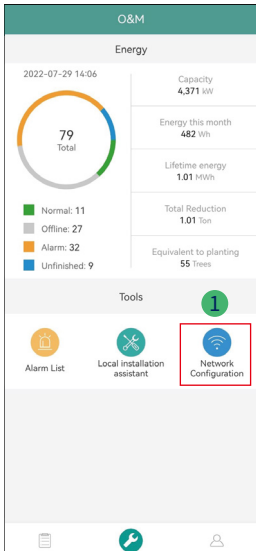 O&M
Energy
2022-07-29 14:06
79
Total
Normal: 11
Offline: 27
Alarm: 32
Unfinished: 9
Capacity
4,371 kW
Energy this month
482 Wh
Lifetime energy
1.01 MWh
Total Reduction
1.01 Ton
Equivalent to planting
55 Trees
Tools
1
Alarm List
Local installation
assistant
Network
Configuration